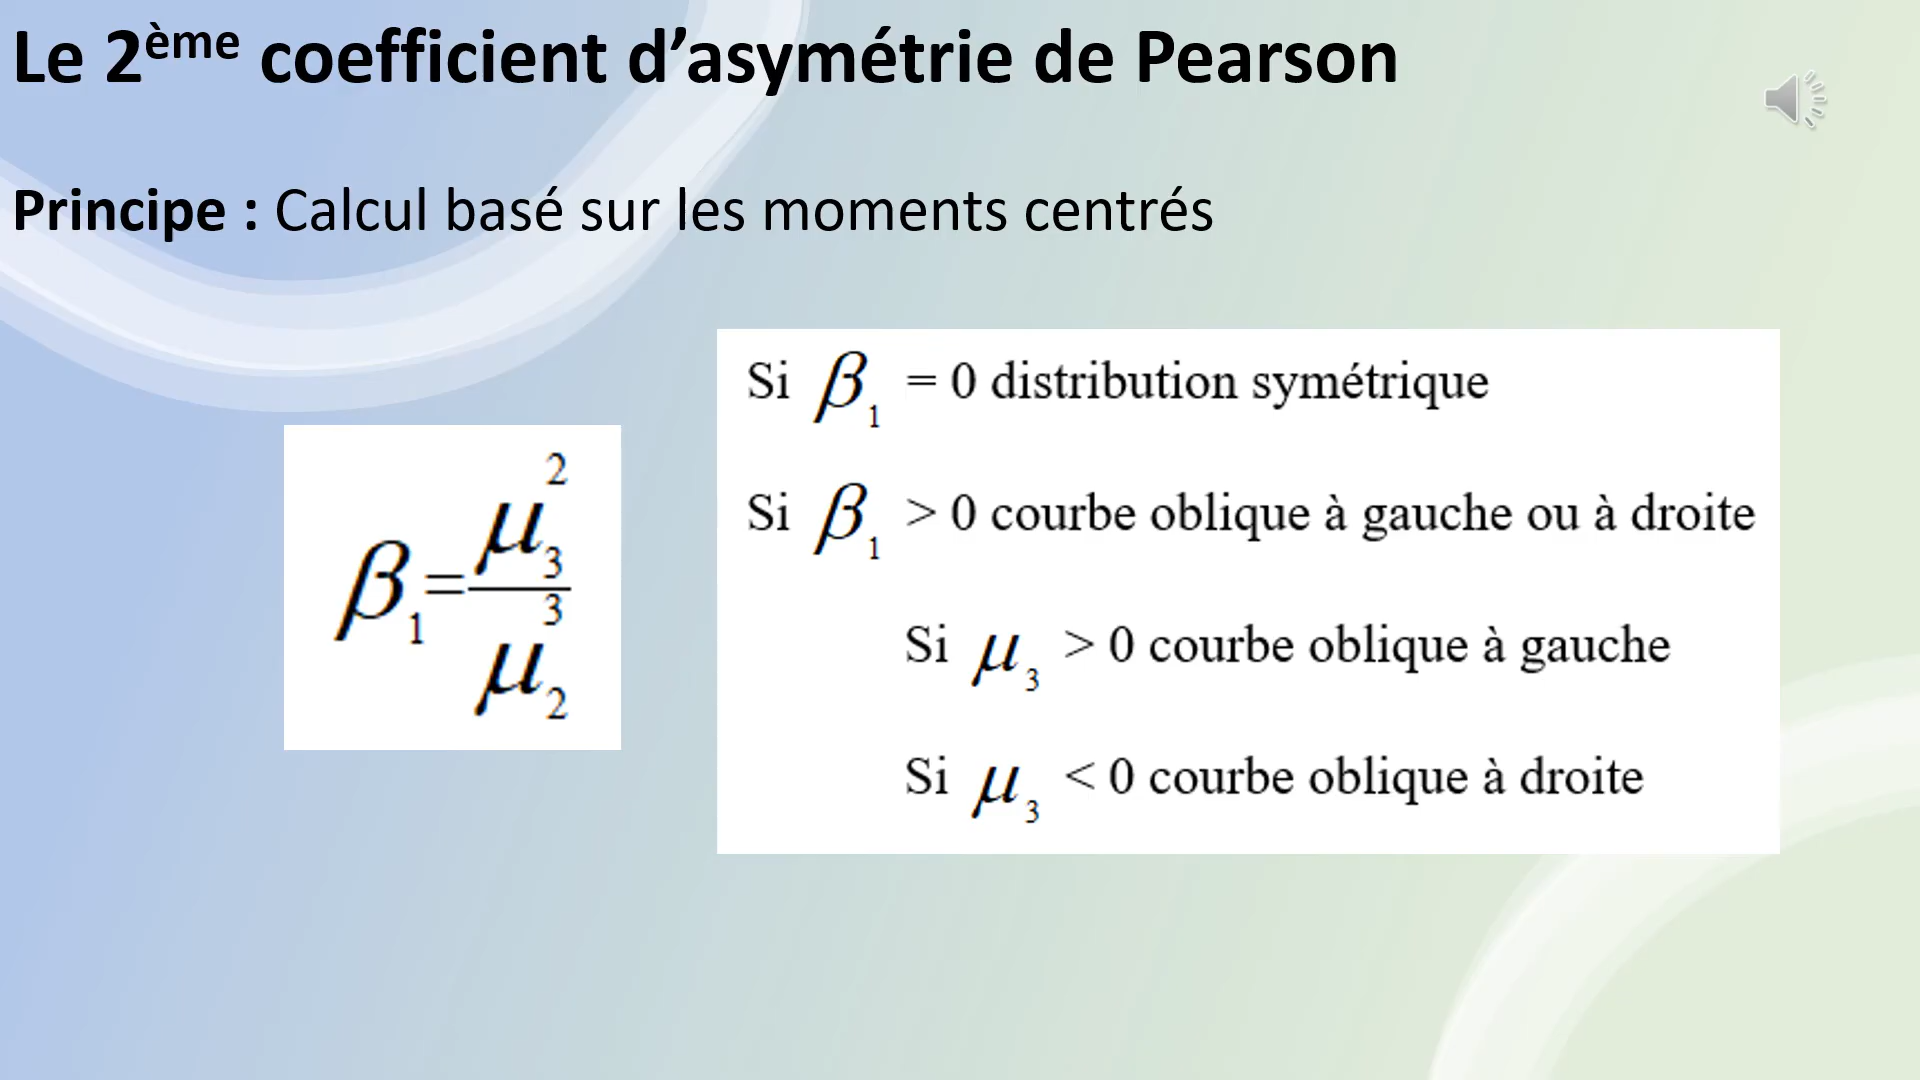 Le 2ème coefficient d’asymétrie de Pearson
Principe : Calcul basé sur les moments centrés
β₁=μ₃²/μ₂³
Si β₁ = 0 distribution symétrique
Si β₁ > 0 courbe oblique à gauche ou à droite
Si μ₃ > 0 courbe oblique à gauche
Si μ₃ < 0 courbe oblique à droite